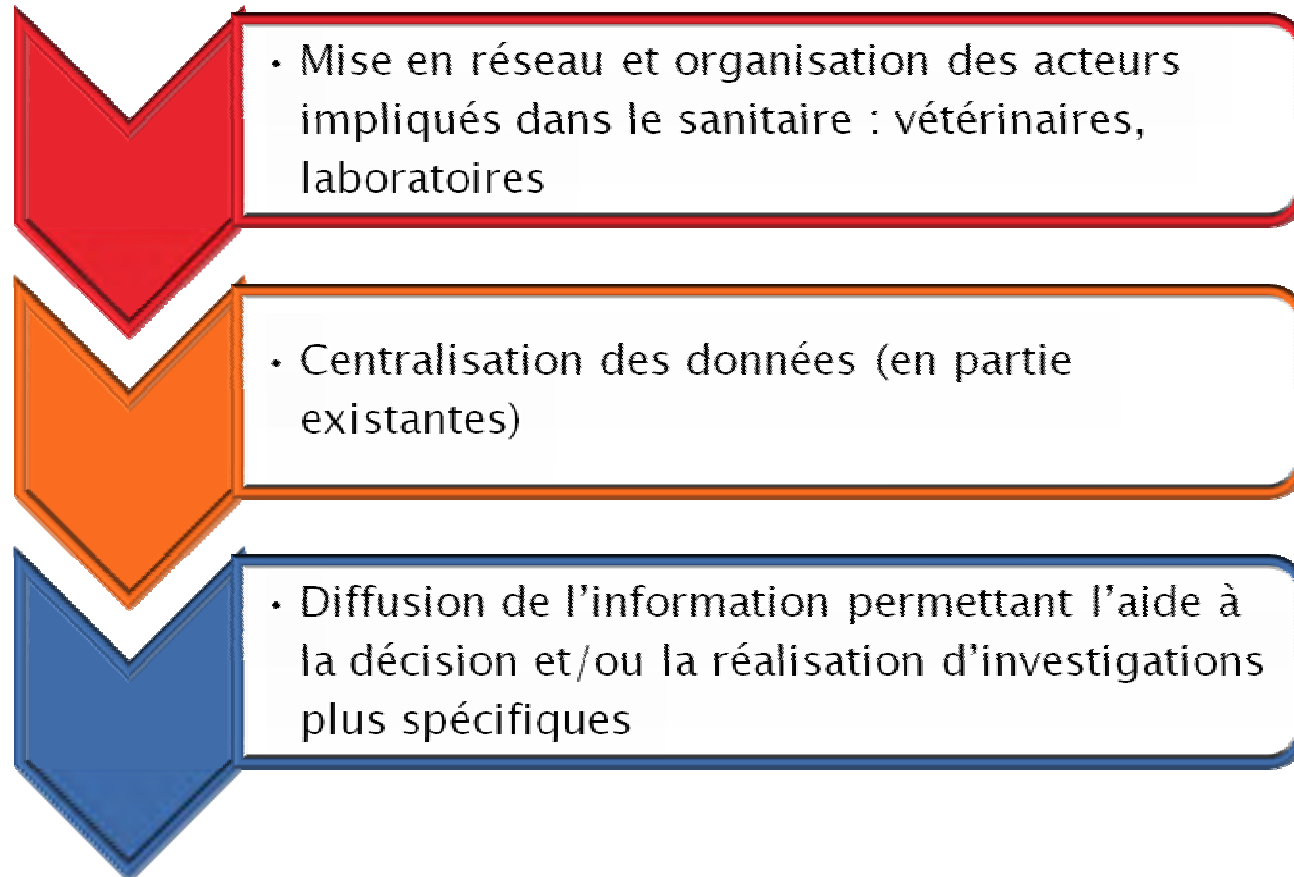 • Mise en réseau et organisation des acteurs
impliqués dans le sanitaire : vétérinaires,
laboratoires
• Centralisation des données (en partie
existantes)
• Diffusion de l’information permettant l’aide à
la décision et/ou la réalisation d’investigations
plus spécifiques